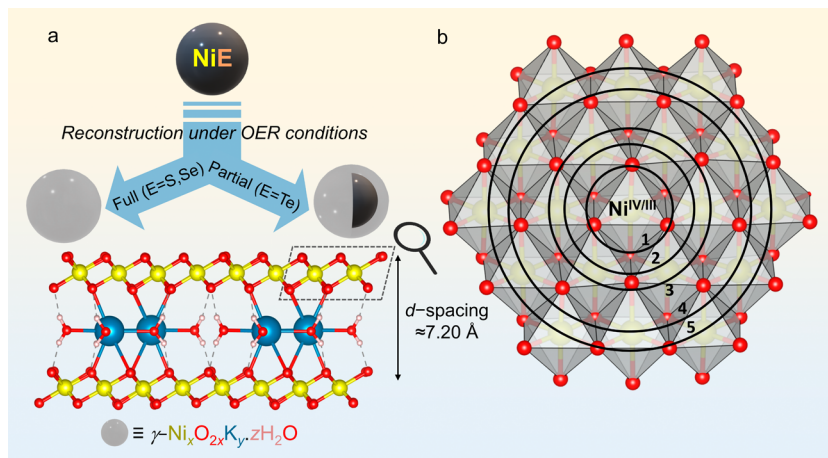 a
NiE
Reconstruction under OER conditions
Full (E=S,Se)
Partial (E=Te)
d−spacing
≈7.20 Å
≡ γ–NiₓO₂ₓKᵧ.zH₂O
b
Niᴵⱽ/ᴵᴵᴵ
1
2
3
4
5